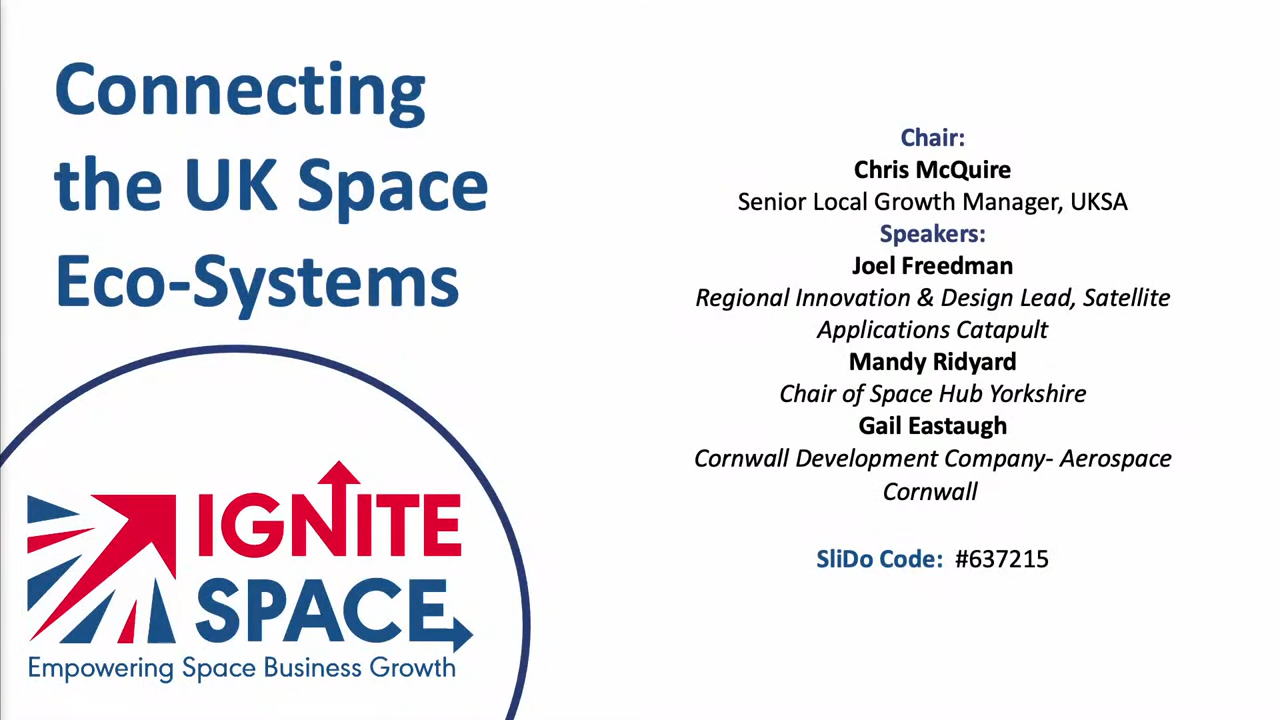 Connecting
the UK Space
Eco-Systems
Chair:
Chris McQuire
Senior Local Growth Manager, UKSA
Speakers:
Joel Freedman
Regional Innovation & Design Lead, Satellite
Applications Catapult
Mandy Ridyard
Chair of Space Hub Yorkshire
Gail Eastaugh
Cornwall Development Company- Aerospace
Cornwall
SliDo Code: #637215
IGNITE
SPACE
Empowering Space Business Growth